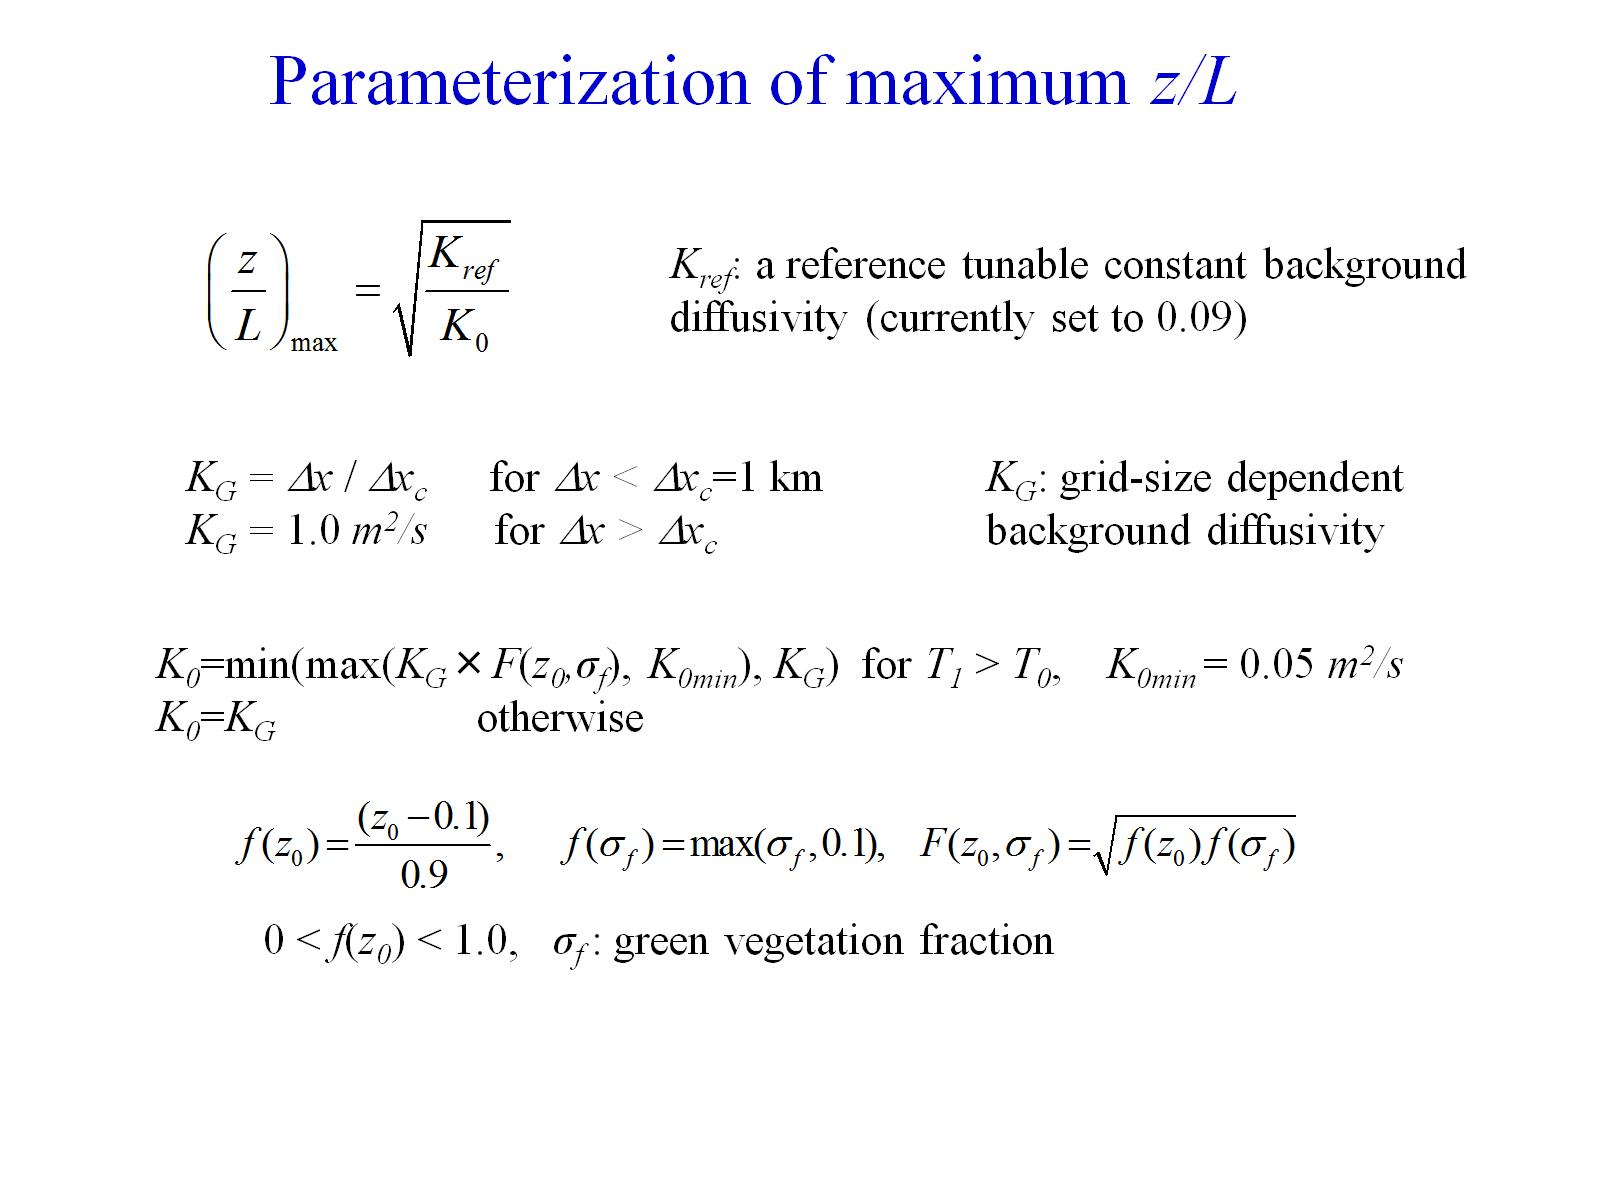 Parameterization of maximum z/L
(z/L)max = √(Kref/K0)
Kref: a reference tunable constant background
diffusivity (currently set to 0.09)
KG = Δx / Δxc for Δx < Δxc=1 km
KG = 1.0 m²/s for Δx > Δxc
KG: grid-size dependent
background diffusivity
K0=min(max(KG × F(z0,σf), K0min), KG) for T1 > T0, K0min = 0.05 m²/s
K0=KG otherwise
f(z0) = (z0 − 0.1)/0.9, f(σf) = max(σf, 0.1), F(z0, σf) = √(f(z0) f(σf))
0 < f(z0) < 1.0, σf : green vegetation fraction